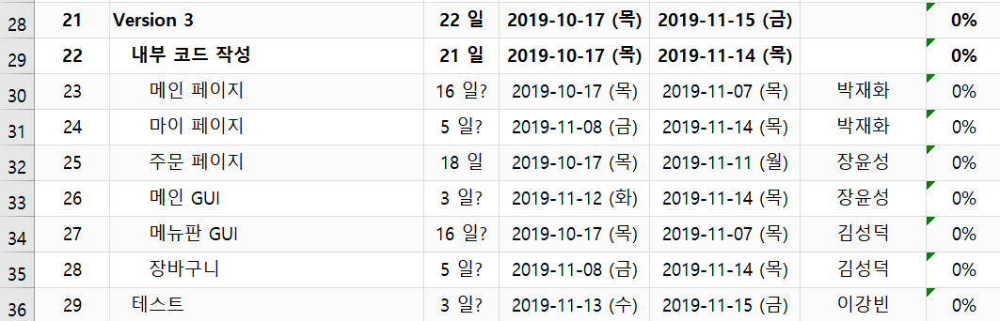 28 21 Version 3 22 일 2019-10-17 (목) 2019-11-15 (금) 0%
29 22 내부 코드 작성 21 일 2019-10-17 (목) 2019-11-14 (목) 0%
30 23 메인 페이지 16 일? 2019-10-17 (목) 2019-11-07 (목) 박재화 0%
31 24 마이 페이지 5 일? 2019-11-08 (금) 2019-11-14 (목) 박재화 0%
32 25 주문 페이지 18 일 2019-10-17 (목) 2019-11-11 (월) 장윤성 0%
33 26 메인 GUI 3 일? 2019-11-12 (화) 2019-11-14 (목) 장윤성 0%
34 27 메뉴판 GUI 16 일? 2019-10-17 (목) 2019-11-07 (목) 김성덕 0%
35 28 장바구니 5 일? 2019-11-08 (금) 2019-11-14 (목) 김성덕 0%
36 29 테스트 3 일? 2019-11-13 (수) 2019-11-15 (금) 이강빈 0%